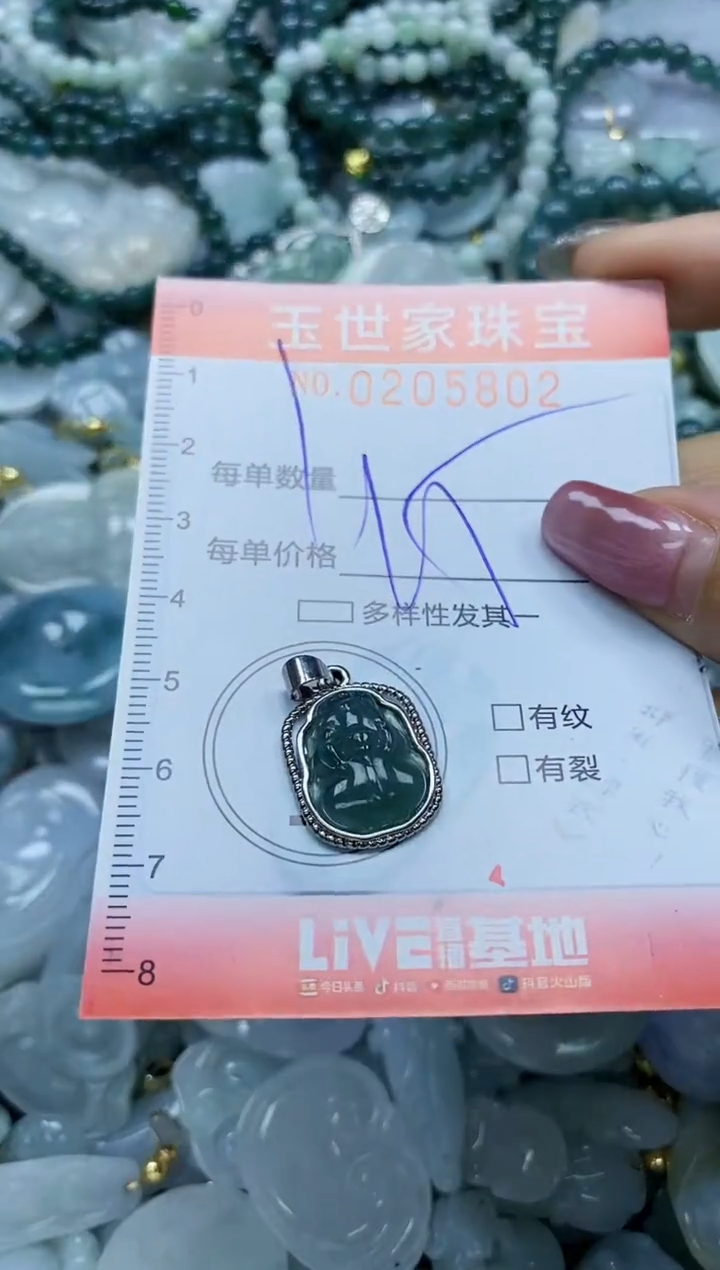 0
玉世家珠宝
1
NO.0205802
2
每单数量
3
每单价格
4
多样性发其一
5
有纹
6
有裂
7
LiVE直播基地
8
今日头条 抖音 西瓜视频 抖音火山版